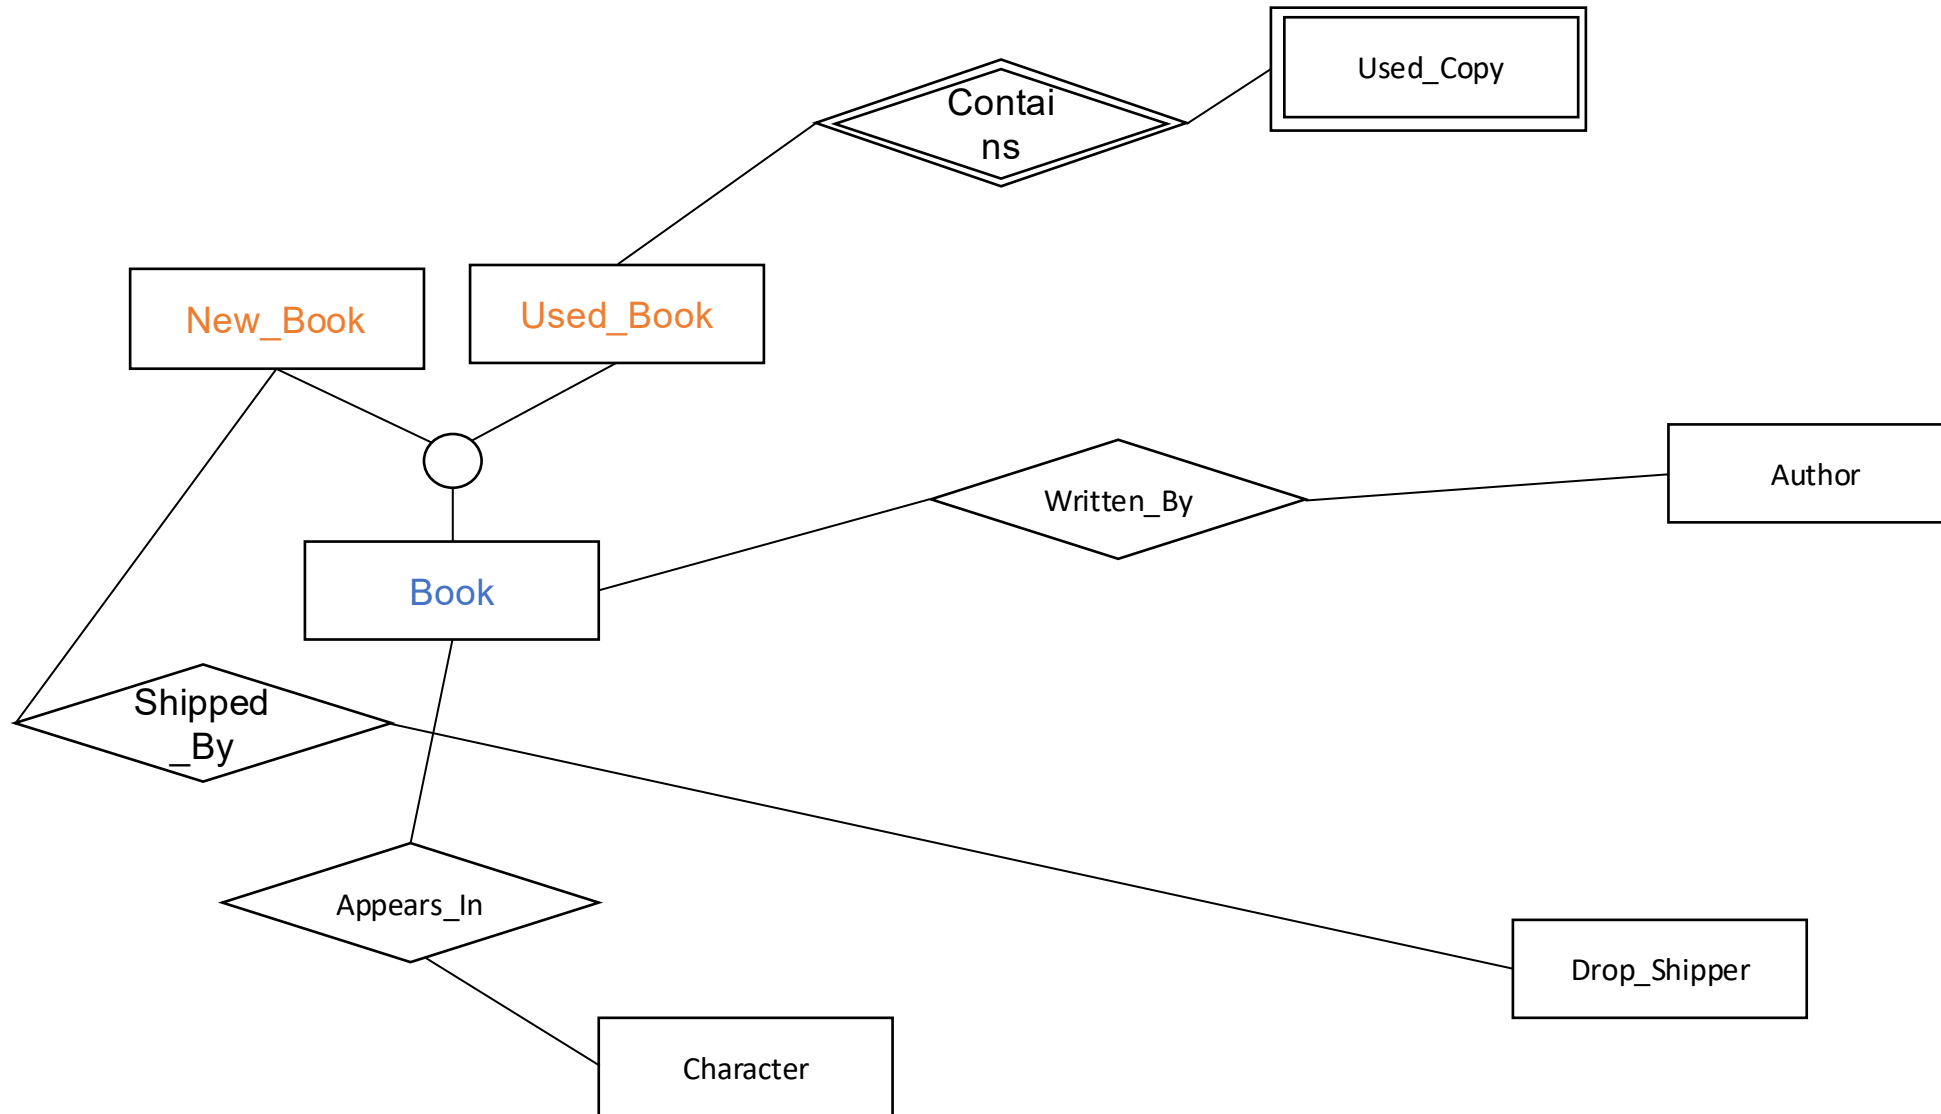 Used_Copy
Contai
ns
New_Book
Used_Book
Author
Written_By
Book
Shipped
_By
Appears_In
Drop_Shipper
Character